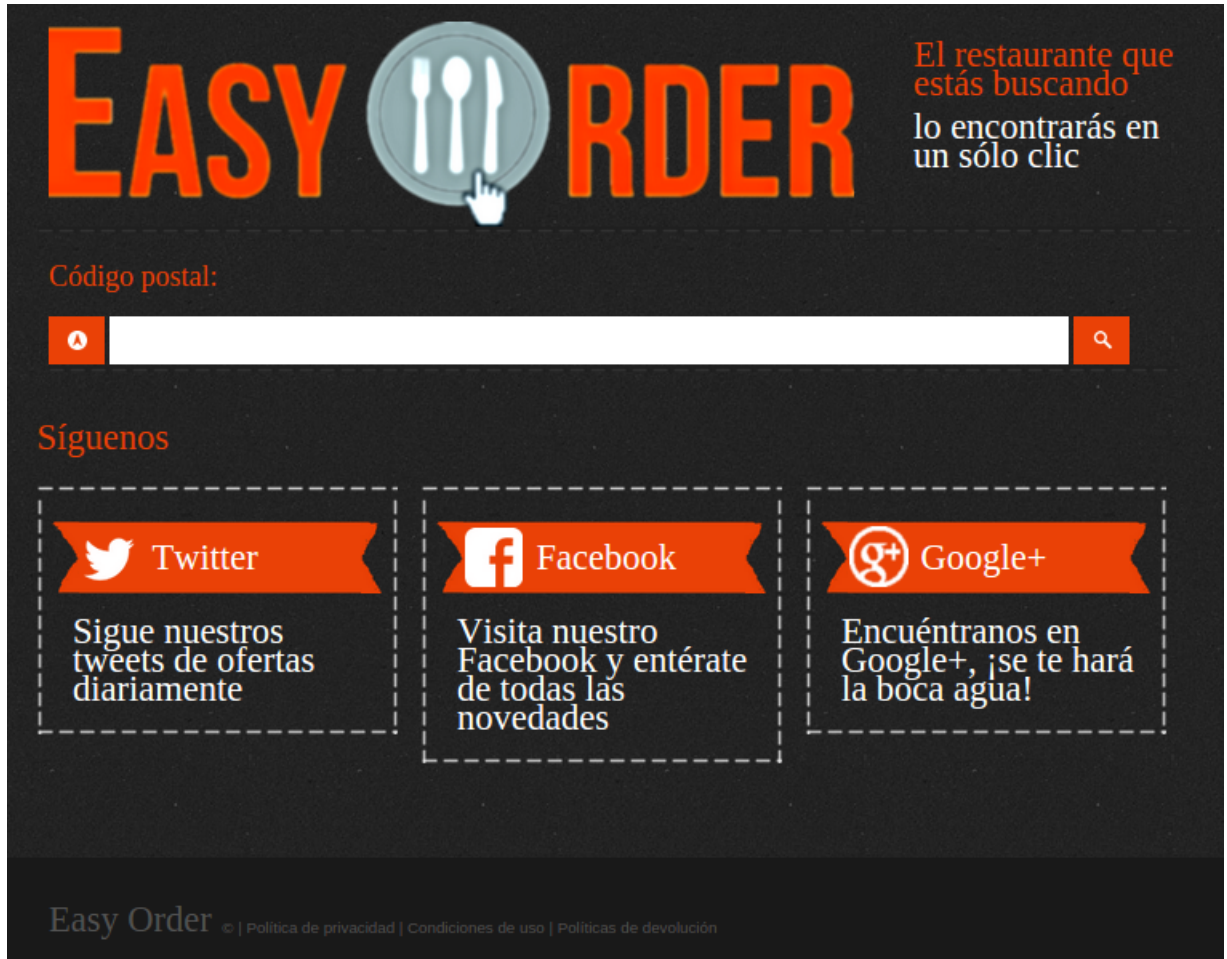 EASY ORDER
El restaurante que
estás buscando
lo encontrarás en
un sólo clic
Código postal:
Síguenos
Twitter
Sigue nuestros
tweets de ofertas
diariamente
Facebook
Visita nuestro
Facebook y entérate
de todas las
novedades
g+ Google+
Encuéntranos en
Google+, ¡se te hará
la boca agua!
Easy Order © | Política de privacidad | Condiciones de uso | Políticas de devolución